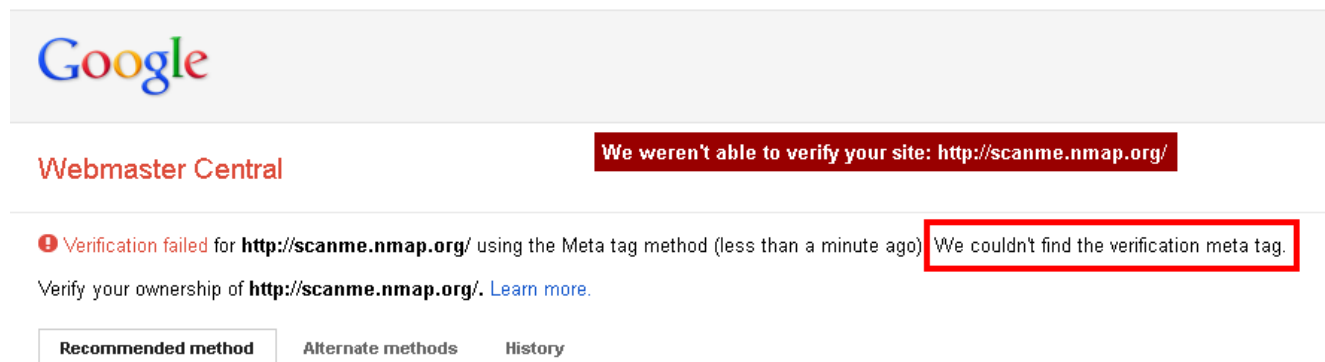 Google
We weren't able to verify your site: http://scanme.nmap.org/
Webmaster Central
Verification failed for http://scanme.nmap.org/ using the Meta tag method (less than a minute ago) We couldn't find the verification meta tag.
Verify your ownership of http://scanme.nmap.org/. Learn more.
Recommended method Alternate methods History